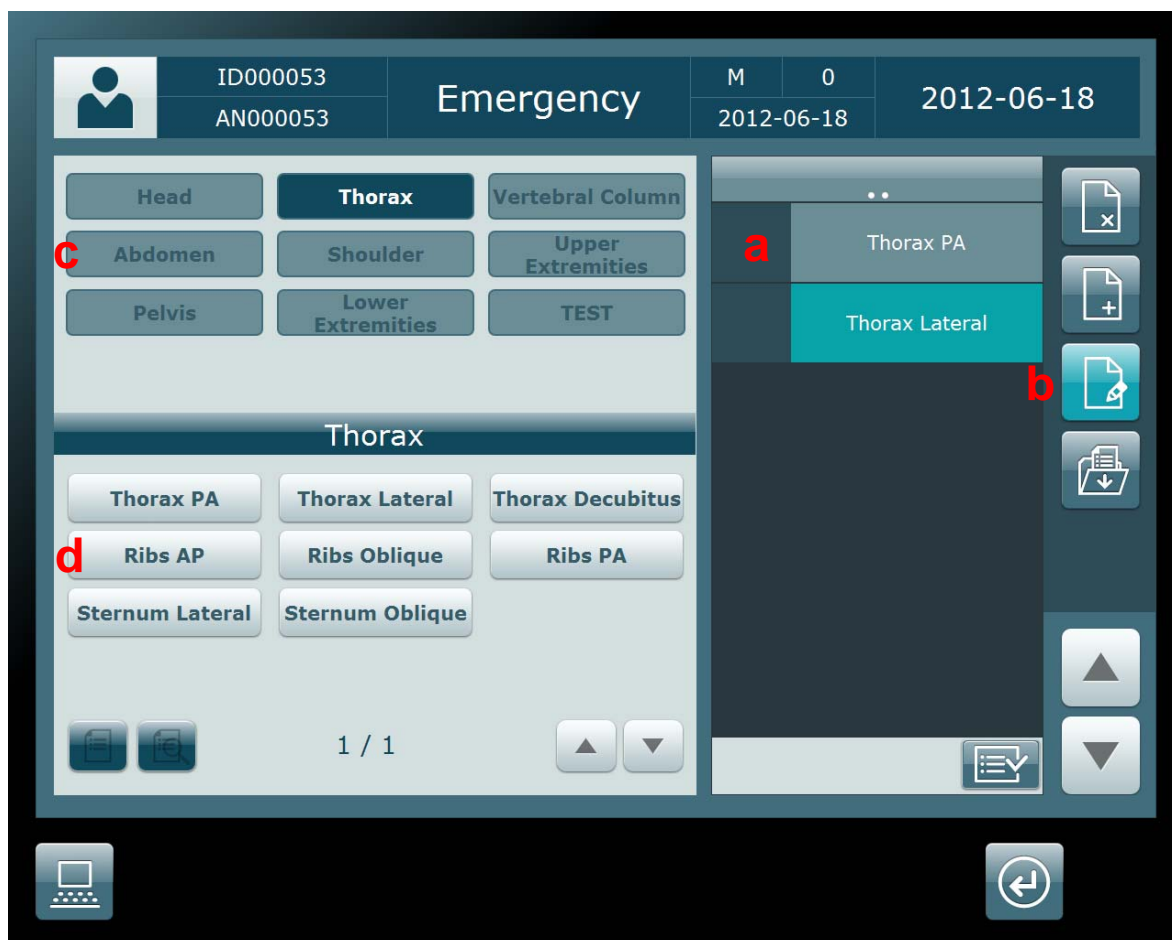 ID000053
AN000053
Emergency
M 0
2012-06-18
2012-06-18
Head Thorax Vertebral Column
c Abdomen Shoulder Upper
Extremities
Pelvis Lower
Extremities TEST
Thorax
Thorax PA Thorax Lateral Thorax Decubitus
d Ribs AP Ribs Oblique Ribs PA
Sternum Lateral Sternum Oblique
1 / 1
..
a Thorax PA
Thorax Lateral
b